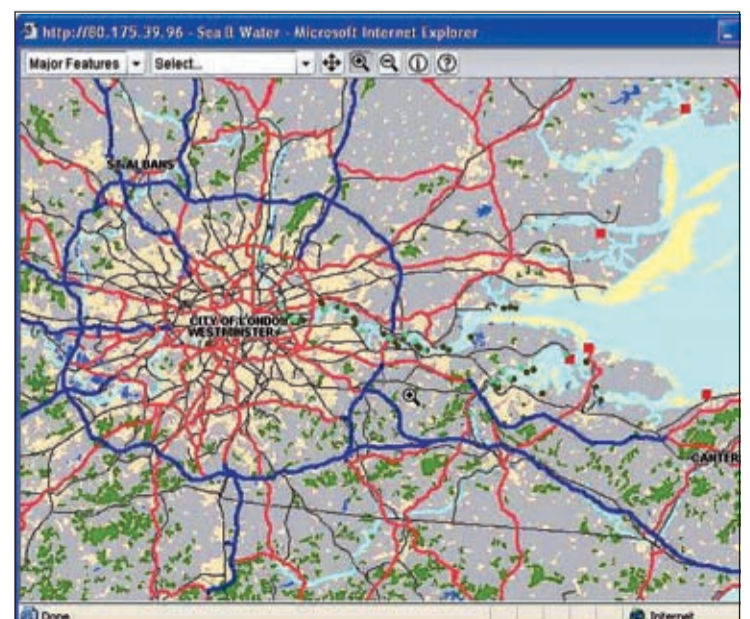 http://80.175.39.96 - Sea & Water - Microsoft Internet Explorer
Major Features Select...
ST ALBANS
CITY OF LONDON
WESTMINSTER
CANTER
Done Internet